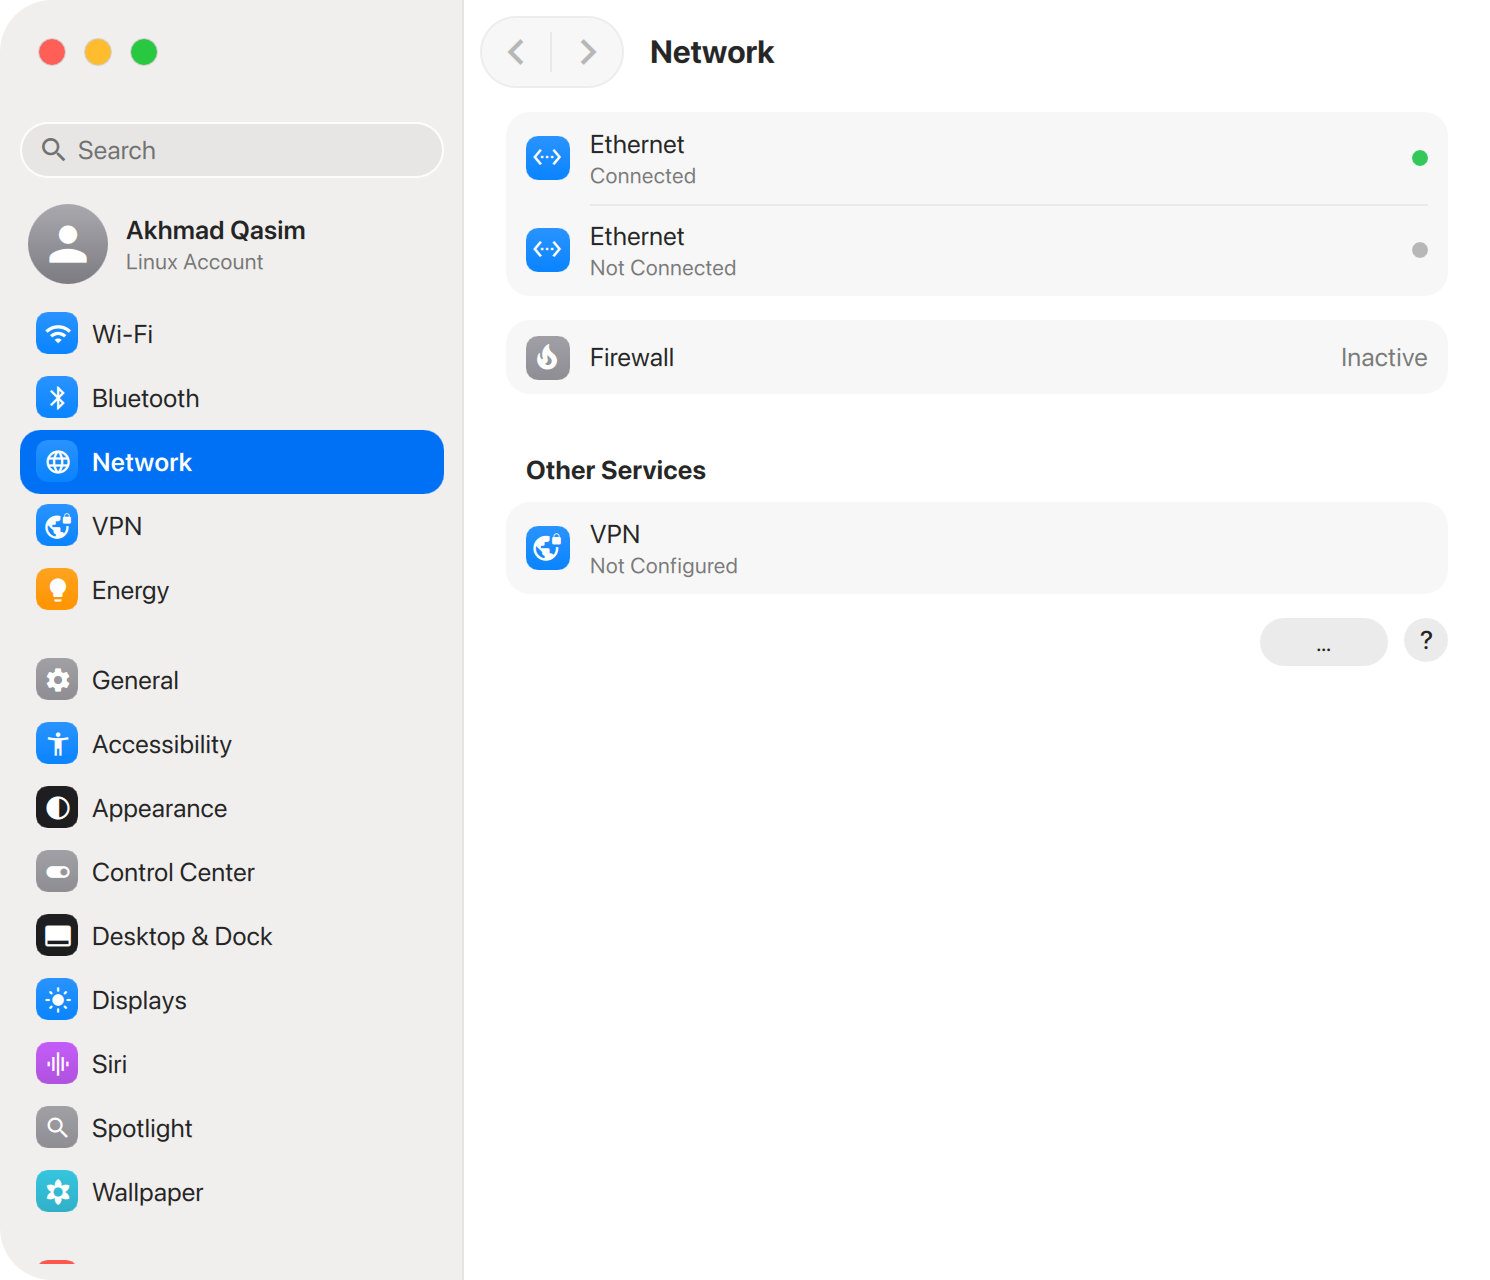 Search
Akhmad Qasim
Linux Account
Wi-Fi
Bluetooth
Network
VPN
Energy
General
Accessibility
Appearance
Control Center
Desktop & Dock
Displays
Siri
Spotlight
Wallpaper
Network
Ethernet
Connected
Ethernet
Not Connected
Firewall
Inactive
Other Services
VPN
Not Configured
...
?